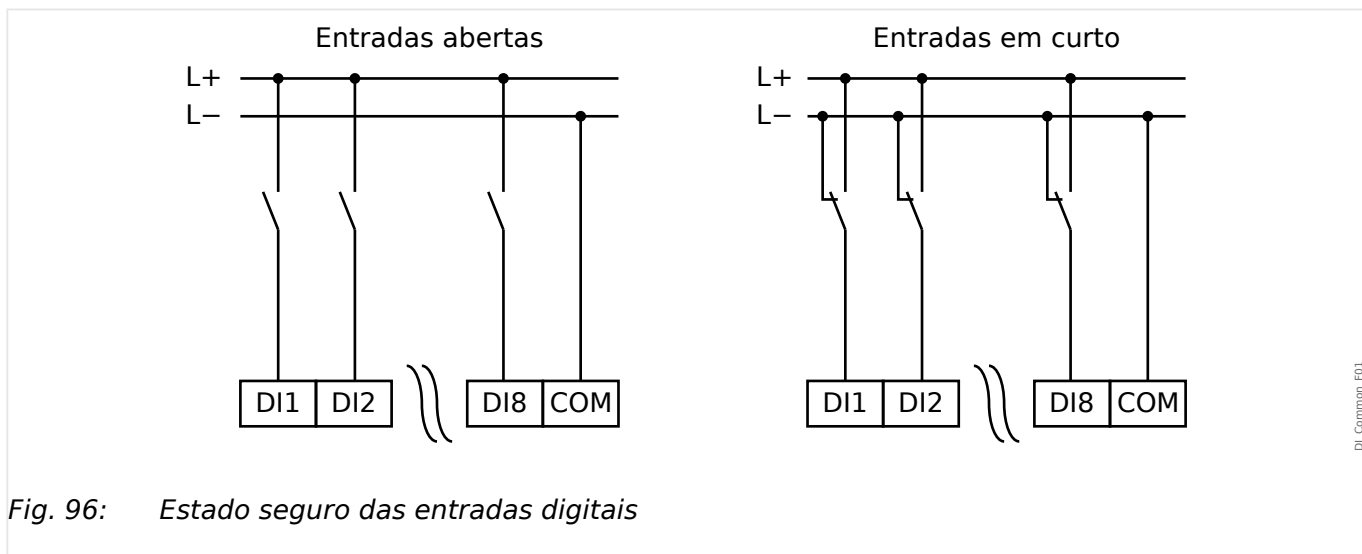 Entradas abertas
Entradas em curto
L+
L−
L+
L−
DI1 DI2 DI8 COM
DI1 DI2 DI8 COM
DI_Common_E01
Fig. 96: Estado seguro das entradas digitais